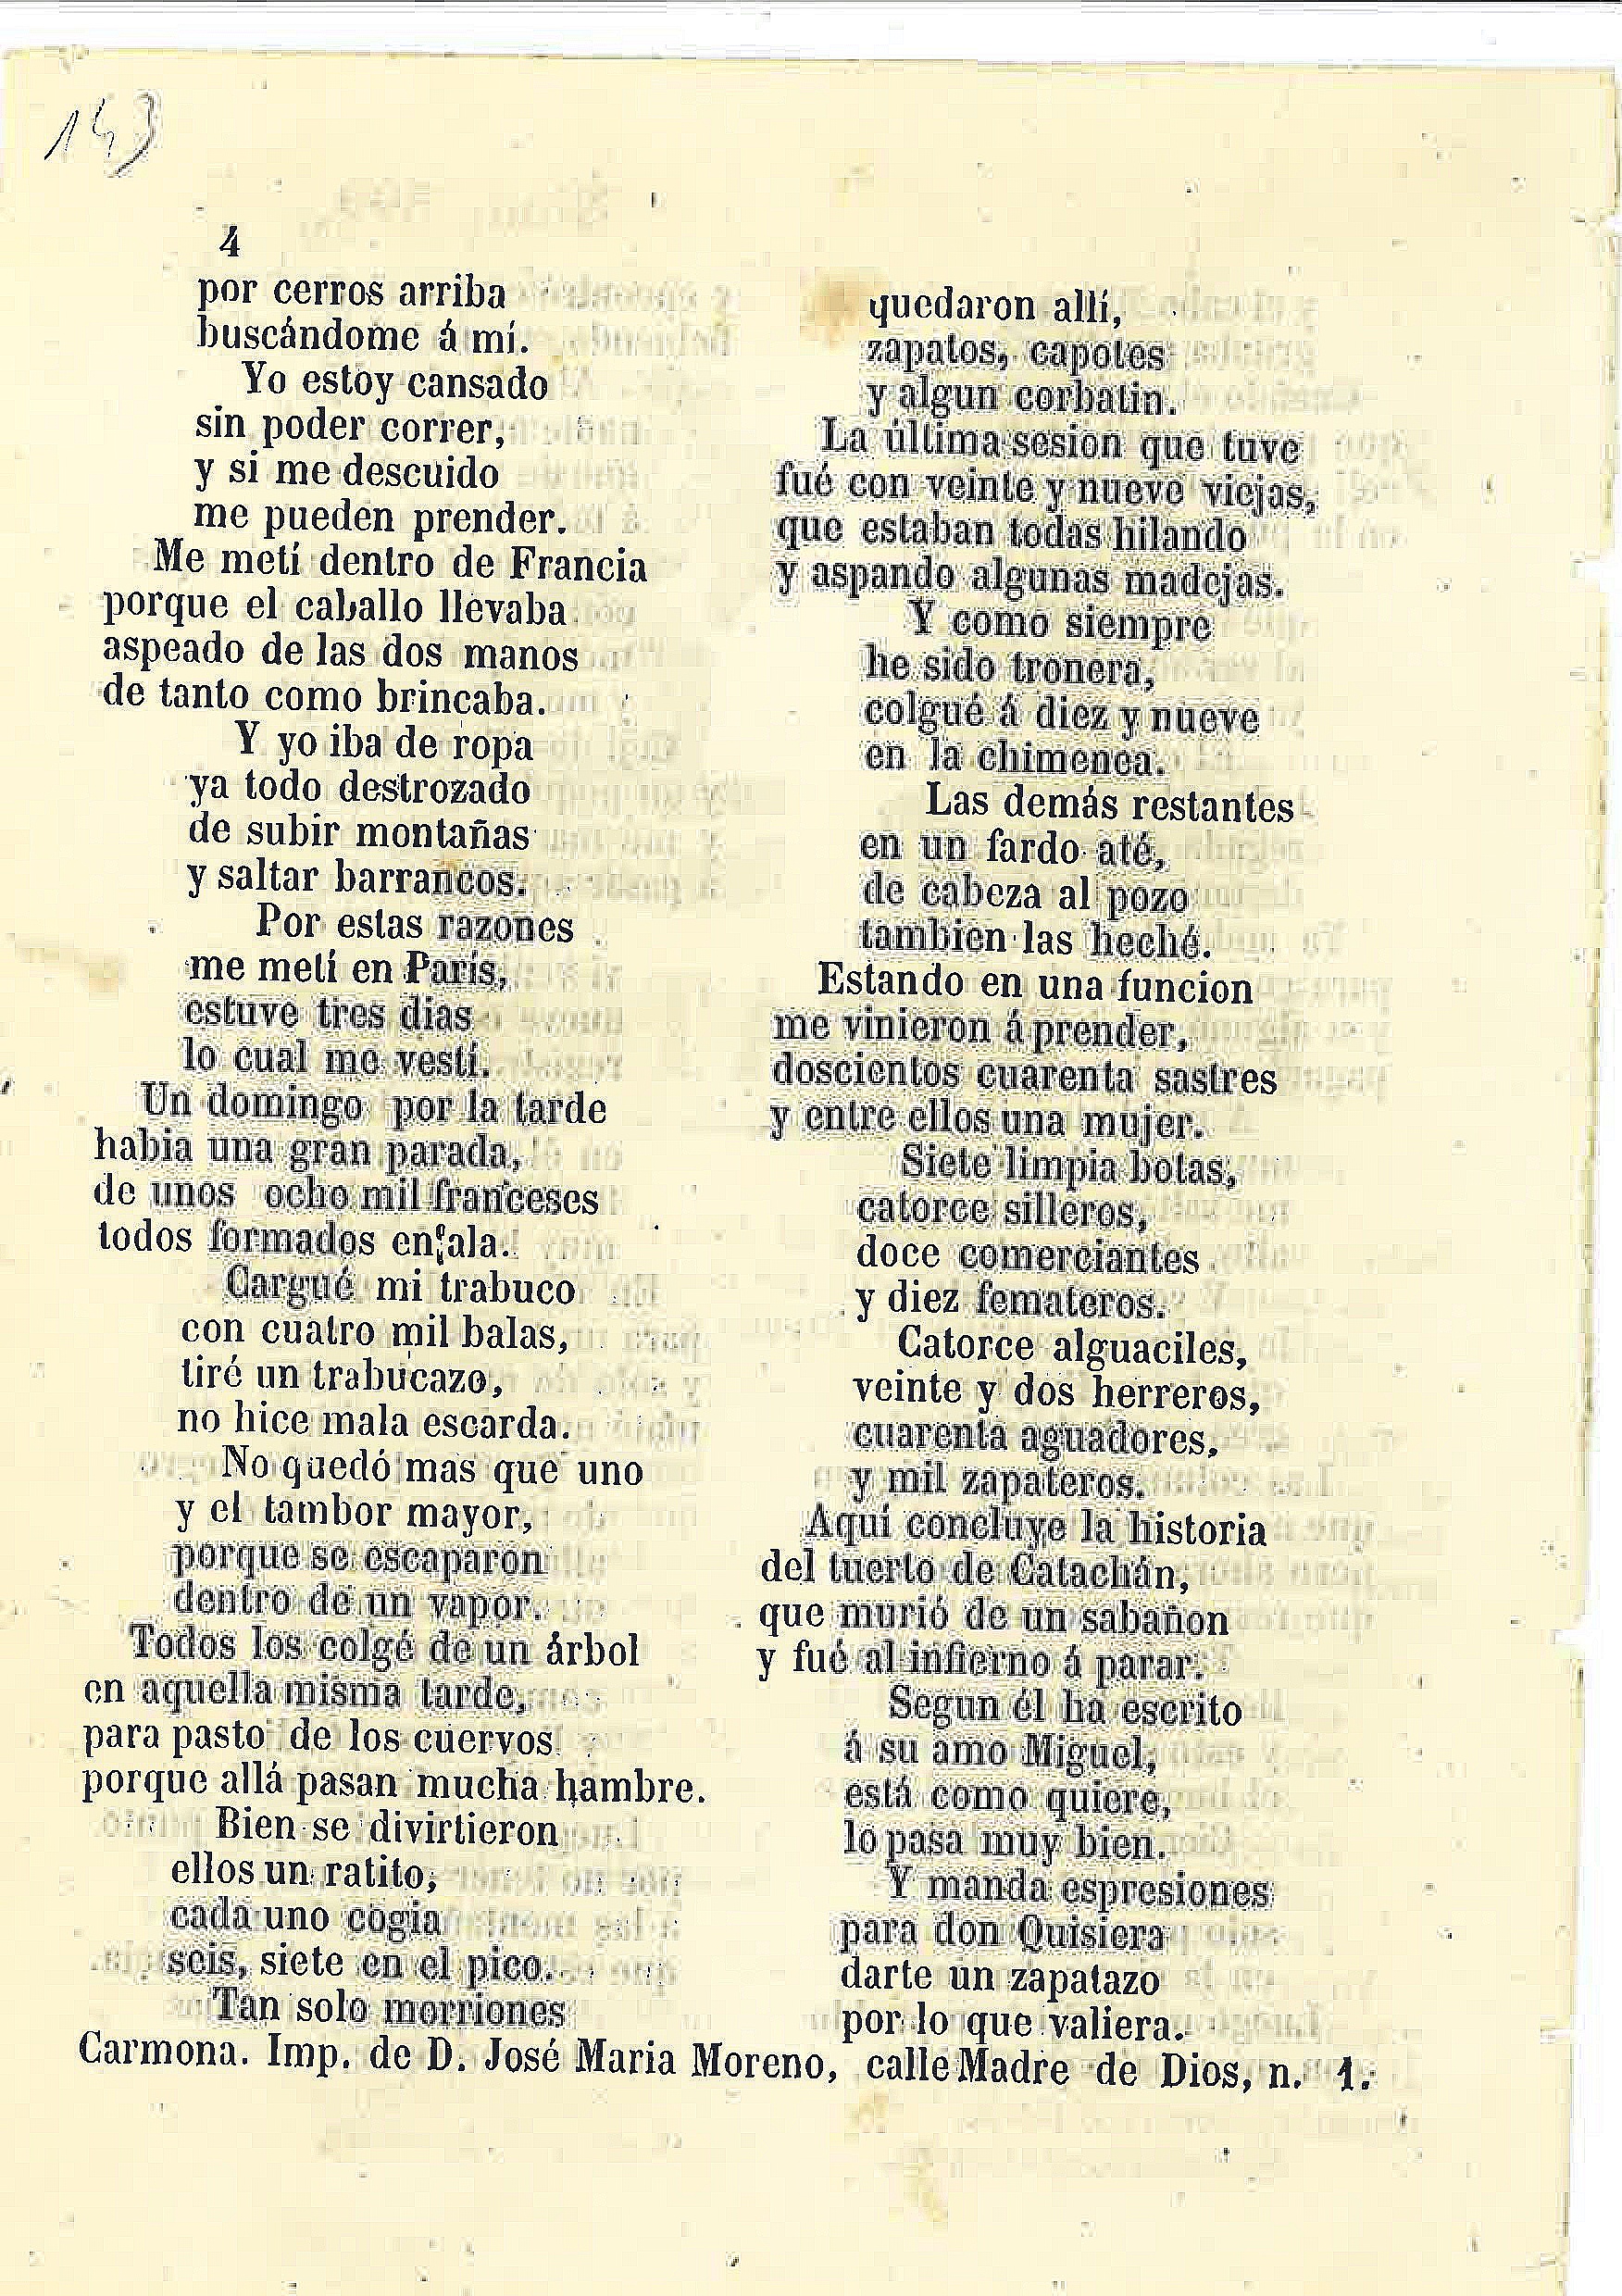 143
4
por cerros arriba
buscándome á mí.
Yo estoy cansado
sin poder correr,
y si me descuido
me pueden prender.
Me metí dentro de Francia
porque el caballo llevaba
aspeado de las dos manos
de tanto como brincaba.
Y yo iba de ropa
ya todo destrozado
de subir montañas
y saltar barrancos.
Por estas razones
me metí en París,
estuve tres dias
lo cual me vestí.
Un domingo por la tarde
habia una gran parada,
de unos ocho mil franceses
todos formados en ala.
Cargué mi trabuco
con cuatro mil balas,
tiré un trabucazo,
no hice mala escarda.
No quedó mas que uno
y el tambor mayor,
porque se escaparon
dentro de un vapor.
Todos los colgé de un árbol
en aquella misma tarde,
para pasto de los cuervos
porque allá pasan mucha hambre.
Bien se divirtieron
ellos un ratito,
cada uno cogia
seis, siete en el pico.
Tan solo morriones
quedaron allí,
zapatos, capotes
y algun corbatin.
La última sesion que tuve
fué con veinte y nueve viejas,
que estaban todas hilando
y aspando algunas madejas.
Y como siempre
he sido tronera,
colgué á diez y nueve
en la chimenea.
Las demás restantes
en un fardo até,
de cabeza al pozo
tambien las heché.
Estando en una funcion
me vinieron á prender,
doscientos cuarenta sastres
y entre ellos una mujer.
Siete limpia botas,
catorce silleros,
doce comerciantes
y diez femateros.
Catorce alguaciles,
veinte y dos herreros,
cuarenta aguadores,
y mil zapateros.
Aquí concluye la historia
del tuerto de Catachán,
que murió de un sabañon
y fué al infierno á parar.
Segun él ha escrito
á su amo Miguel,
está como quiere,
lo pasa muy bien.
Y manda espresiones
para don Quisiera
darte un zapatazo
por lo que valiera.
Carmona. Imp. de D. José Maria Moreno, calle Madre de Dios, n. 1.